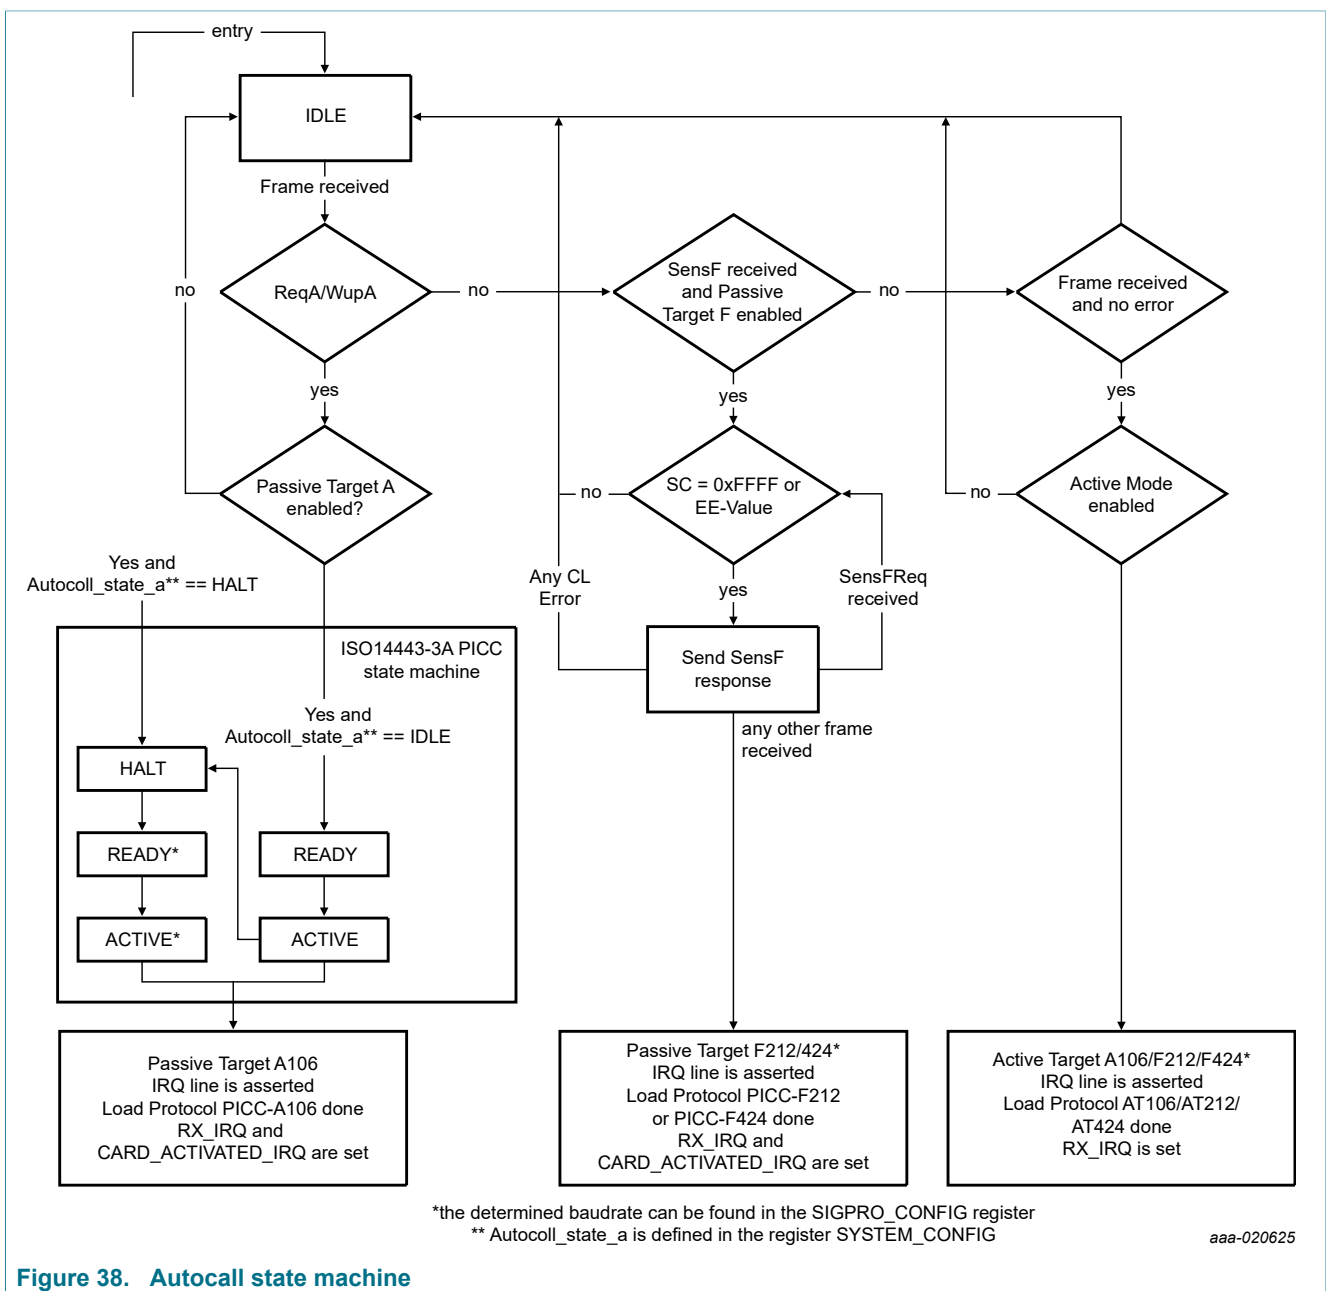 entry
IDLE
Frame received
ReqA/WupA
no
SensF received
and Passive
Target F enabled
no
Frame received
and no error
no
yes
yes
yes
Passive Target A
enabled?
no
SC = 0xFFFF or
EE-Value
no
Active Mode
enabled
Yes and
Autocoll_state_a** == HALT
Any CL
Error
yes
SensFReq
received
ISO14443-3A PICC
state machine
Send SensF
response
Yes and
Autocoll_state_a** == IDLE
any other frame
received
HALT
READY*
READY
ACTIVE*
ACTIVE
Passive Target A106
IRQ line is asserted
Load Protocol PICC-A106 done
RX_IRQ and
CARD_ACTIVATED_IRQ are set
Passive Target F212/424*
IRQ line is asserted
Load Protocol PICC-F212
or PICC-F424 done
RX_IRQ and
CARD_ACTIVATED_IRQ are set
Active Target A106/F212/F424*
IRQ line is asserted
Load Protocol AT106/AT212/
AT424 done
RX_IRQ is set
*the determined baudrate can be found in the SIGPRO_CONFIG register
** Autocoll_state_a is defined in the register SYSTEM_CONFIG
aaa-020625
Figure 38. Autocall state machine